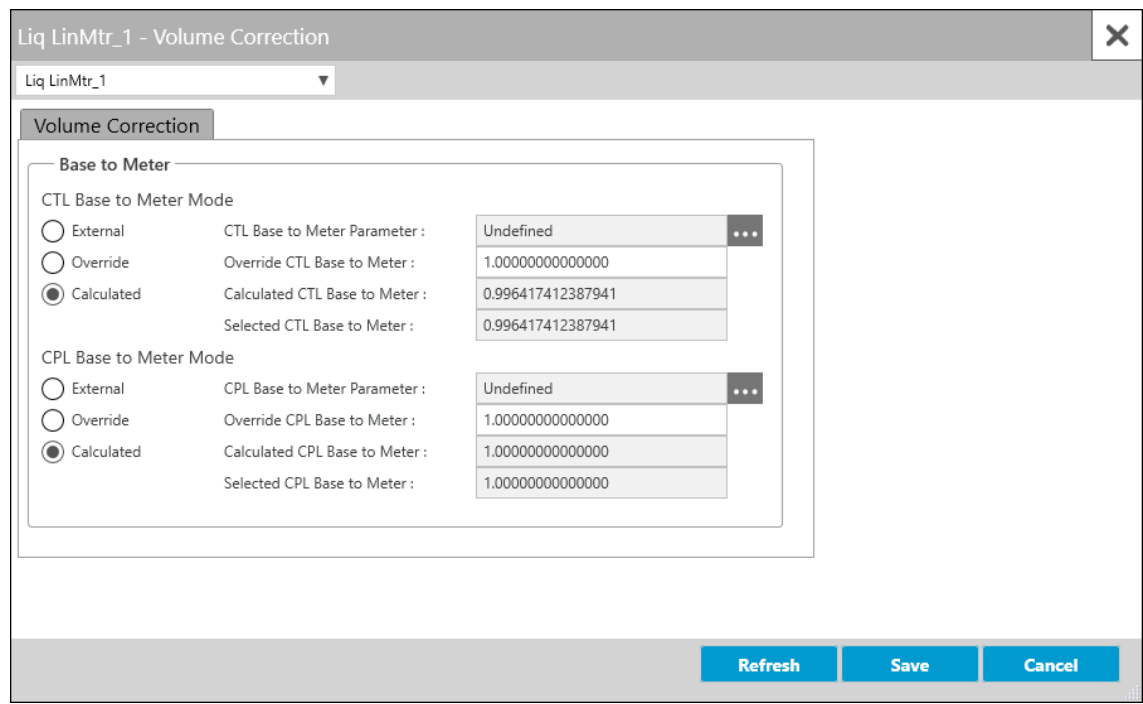 Liq LinMtr_1 - Volume Correction
Liq LinMtr_1
Volume Correction
Base to Meter
CTL Base to Meter Mode
External CTL Base to Meter Parameter : Undefined ...
Override Override CTL Base to Meter : 1.00000000000000
Calculated Calculated CTL Base to Meter : 0.996417412387941
Selected CTL Base to Meter : 0.996417412387941
CPL Base to Meter Mode
External CPL Base to Meter Parameter : Undefined ...
Override Override CPL Base to Meter : 1.00000000000000
Calculated Calculated CPL Base to Meter : 1.00000000000000
Selected CPL Base to Meter : 1.00000000000000
Refresh Save Cancel